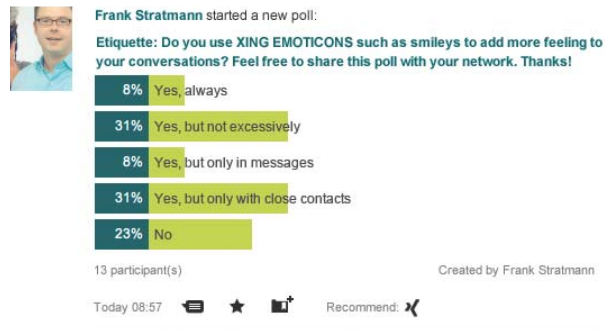 Frank Stratmann started a new poll:
Etiquette: Do you use XING EMOTICONS such as smileys to add more feeling to
your conversations? Feel free to share this poll with your network. Thanks!
8% Yes, always
31% Yes, but not excessively
8% Yes, but only in messages
31% Yes, but only with close contacts
23% No
13 participant(s) Created by Frank Stratmann
Today 08:57 Recommend: